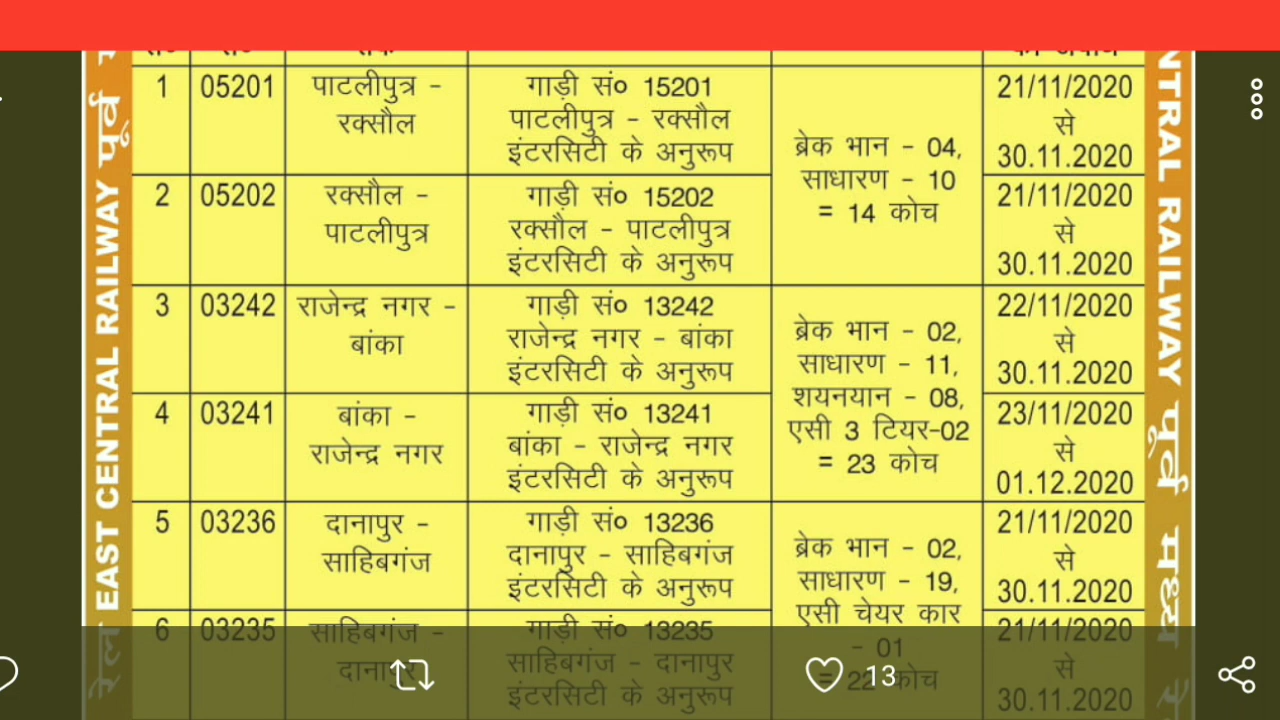 EAST CENTRAL RAILWAY पूर्व
1 05201 पाटलीपुत्र - रक्सौल
गाड़ी सं० 15201
पाटलीपुत्र - रक्सौल
इंटरसिटी के अनुरूप
ब्रेक भान - 04,
साधारण - 10
= 14 कोच
21/11/2020
से
30.11.2020
2 05202 रक्सौल - पाटलीपुत्र
गाड़ी सं० 15202
रक्सौल - पाटलीपुत्र
इंटरसिटी के अनुरूप
21/11/2020
से
30.11.2020
3 03242 राजेन्द्र नगर - बांका
गाड़ी सं० 13242
राजेन्द्र नगर - बांका
इंटरसिटी के अनुरूप
ब्रेक भान - 02,
साधारण - 11,
शयनयान - 08,
एसी 3 टियर-02
= 23 कोच
22/11/2020
से
30.11.2020
4 03241 बांका - राजेन्द्र नगर
गाड़ी सं० 13241
बांका - राजेन्द्र नगर
इंटरसिटी के अनुरूप
23/11/2020
से
01.12.2020
5 03236 दानापुर - साहिबगंज
गाड़ी सं० 13236
दानापुर - साहिबगंज
इंटरसिटी के अनुरूप
ब्रेक भान - 02,
साधारण - 19,
एसी चेयर कार
- 01
= 22 कोच
21/11/2020
से
30.11.2020
6 03235 साहिबगंज - दानापुर
गाड़ी सं० 13235
साहिबगंज - दानापुर
इंटरसिटी के अनुरूप
21/11/2020
से
30.11.2020
NTRAL RAILWAY पूर्व मध्य
13